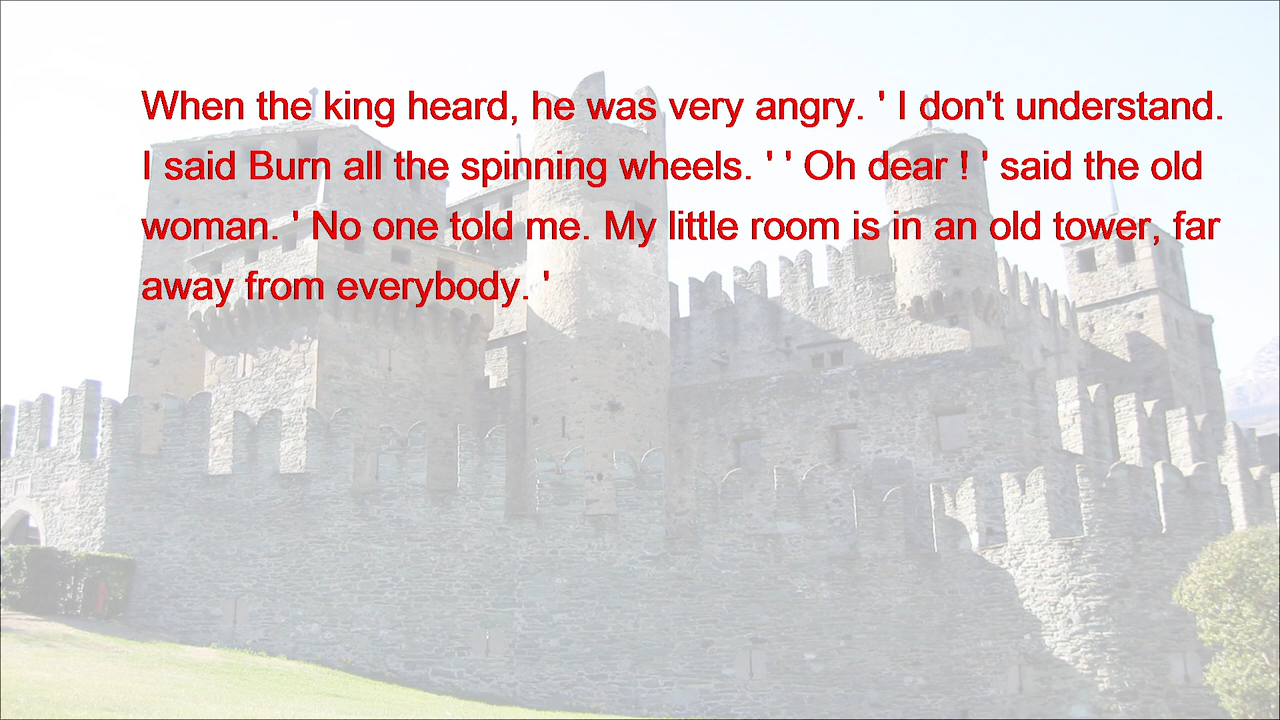 When the king heard, he was very angry. ' I don't understand.
I said Burn all the spinning wheels. ' ' Oh dear ! ' said the old
woman. ' No one told me. My little room is in an old tower, far
away from everybody. '